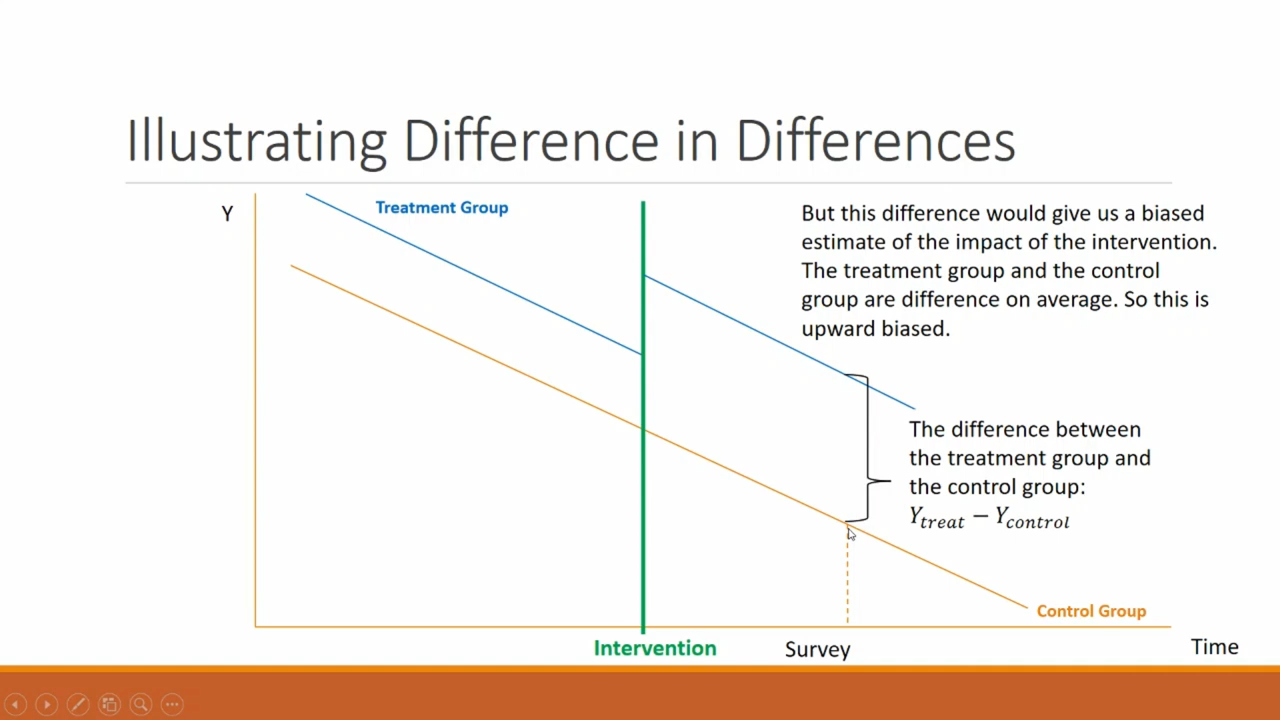 Illustrating Difference in Differences
Y
Treatment Group
But this difference would give us a biased
estimate of the impact of the intervention.
The treatment group and the control
group are difference on average. So this is
upward biased.
The difference between
the treatment group and
the control group:
Y_treat − Y_control
Control Group
Intervention
Survey
Time